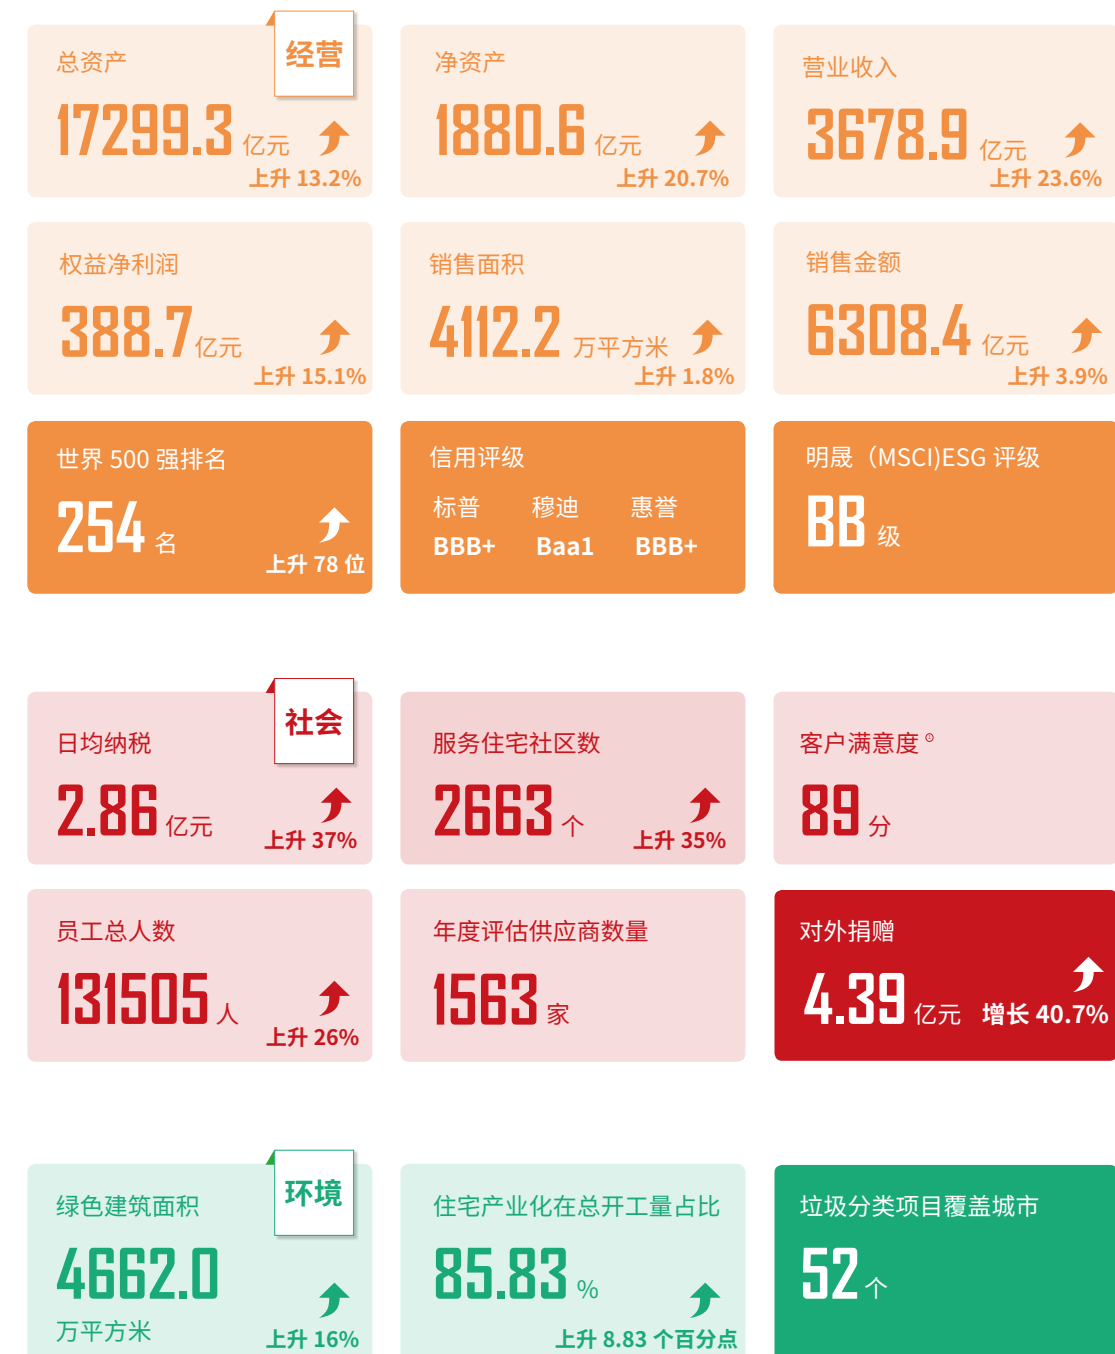 经营
总资产
17299.3 亿元
上升 13.2%
净资产
1880.6 亿元
上升 20.7%
营业收入
3678.9 亿元
上升 23.6%
权益净利润
388.7 亿元
上升 15.1%
销售面积
4112.2 万平方米
上升 1.8%
销售金额
6308.4 亿元
上升 3.9%
世界 500 强排名
254 名
上升 78 位
信用评级
标普 穆迪 惠誉
BBB+ Baa1 BBB+
明晟（MSCI)ESG 评级
BB 级
社会
日均纳税
2.86 亿元
上升 37%
服务住宅社区数
2663 个
上升 35%
客户满意度
89 分
员工总人数
131505 人
上升 26%
年度评估供应商数量
1563 家
对外捐赠
4.39 亿元 增长 40.7%
环境
绿色建筑面积
4662.0
万平方米
上升 16%
住宅产业化在总开工量占比
85.83 %
上升 8.83 个百分点
垃圾分类项目覆盖城市
52 个